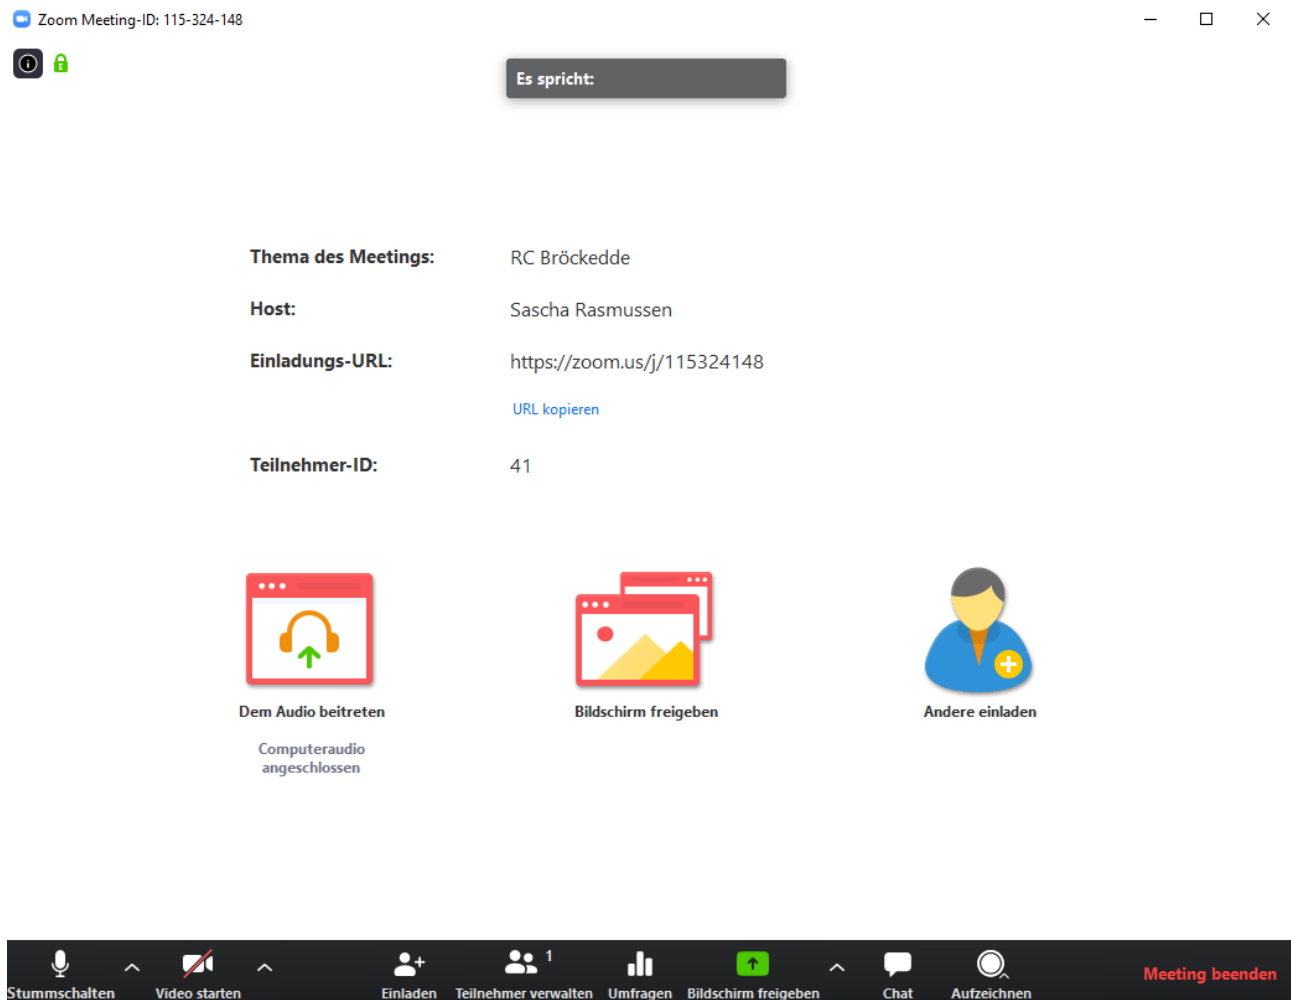 Zoom Meeting-ID: 115-324-148
Es spricht:
Thema des Meetings: RC Bröckedde
Host: Sascha Rasmussen
Einladungs-URL: https://zoom.us/j/115324148
URL kopieren
Teilnehmer-ID: 41
Dem Audio beitreten
Computeraudio
angeschlossen
Bildschirm freigeben
Andere einladen
Stummschalten
Video starten
Einladen
1
Teilnehmer verwalten
Umfragen
Bildschirm freigeben
Chat
Aufzeichnen
Meeting beenden